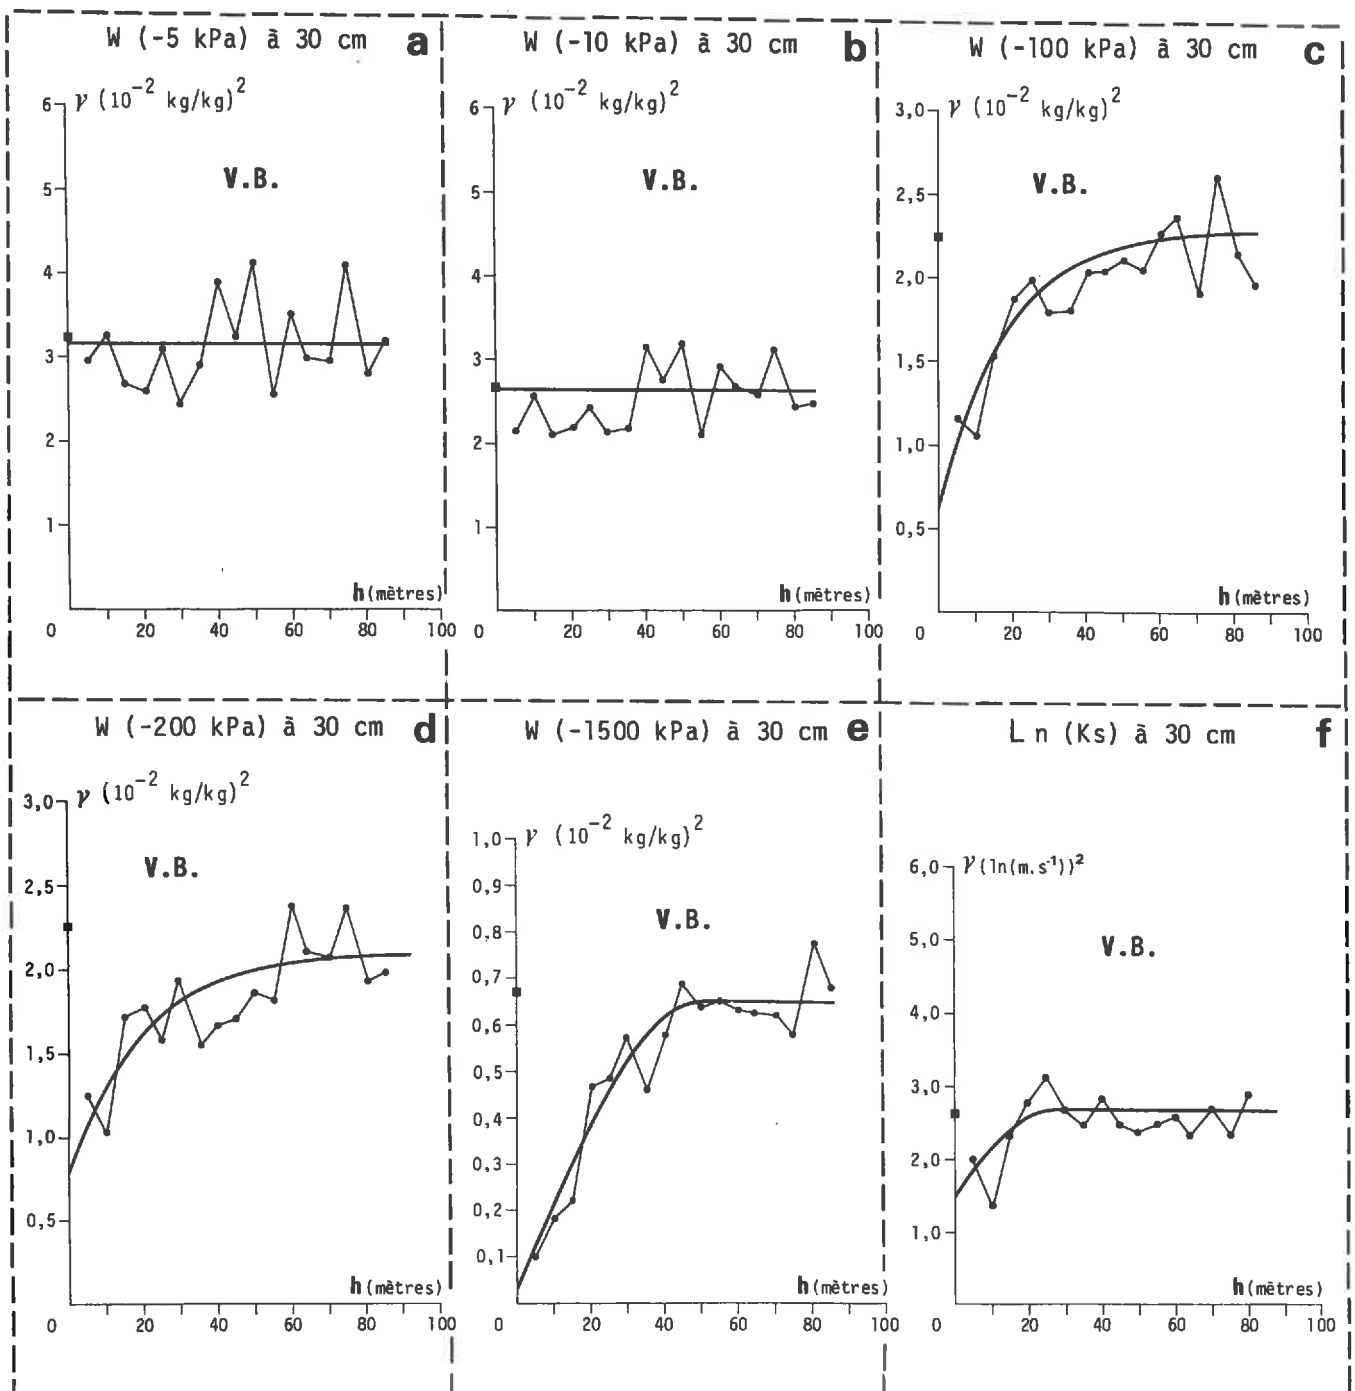 W (-5 kPa) à 30 cm a
γ (10⁻² kg/kg)²
V.B.
6
5
4
3
2
1
h (mètres)
0 20 40 60 80 100
W (-10 kPa) à 30 cm b
γ (10⁻² kg/kg)²
V.B.
6
5
4
3
2
1
h (mètres)
0 20 40 60 80 100
W (-100 kPa) à 30 cm c
γ (10⁻² kg/kg)²
V.B.
3,0
2,5
2,0
1,5
1,0
0,5
h (mètres)
0 20 40 60 80 100
W (-200 kPa) à 30 cm d
γ (10⁻² kg/kg)²
V.B.
3,0
2,5
2,0
1,5
1,0
0,5
h (mètres)
0 20 40 60 80 100
W (-1500 kPa) à 30 cm e
γ (10⁻² kg/kg)²
V.B.
1,0
0,9
0,8
0,7
0,6
0,5
0,4
0,3
0,2
0,1
h (mètres)
0 20 40 60 80 100
Ln (Ks) à 30 cm f
γ (ln(m.s⁻¹))²
V.B.
6,0
5,0
4,0
3,0
2,0
1,0
h (mètres)
0 20 40 60 80 100